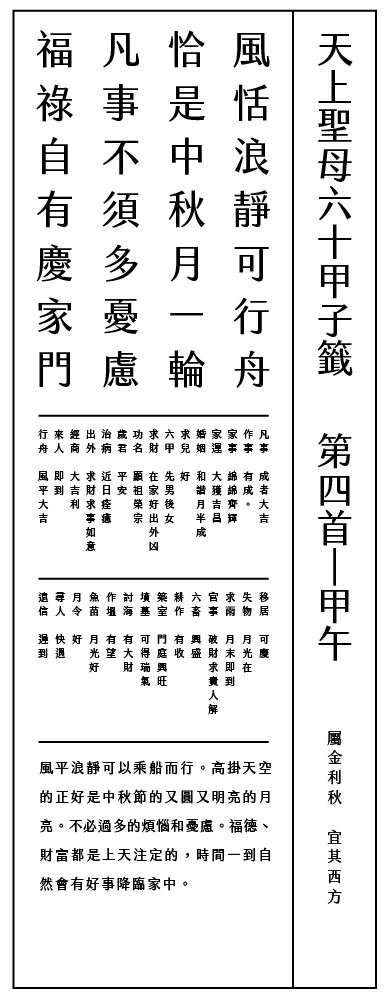 天上聖母六十甲子籤 第四首—甲午
屬金利秋 宜其西方
風恬浪靜可行舟
恰是中秋月一輪
凡事不須多憂慮
福祿自有慶家門
凡事 成者大吉
作事 有成。
家事 綿綿齊輝
家運 大獲吉昌
婚姻 和諧月半成
求兒 好
六甲 先男後女
求財 在家好出外凶
功名 顯祖榮宗
歲君 平安
治病 近日痊癒
出外 求財求事如意
經商 大吉利
來人 即到
行舟 風平大吉
移居 可慶
失物 月光在
求雨 月末即到
官事 破財求貴人解
六畜 興盛
耕作 有收
築室 門庭興旺
墳墓 可得瑞氣
討海 有大財
作塭 有望
魚苗 月光好
月令 好
尋人 快遇
遠信 遲到
風平浪靜可以乘船而行。高掛天空
的正好是中秋節的又圓又明亮的月
亮。不必過多的煩惱和憂慮。福德、
財富都是上天注定的，時間一到自
然會有好事降臨家中。